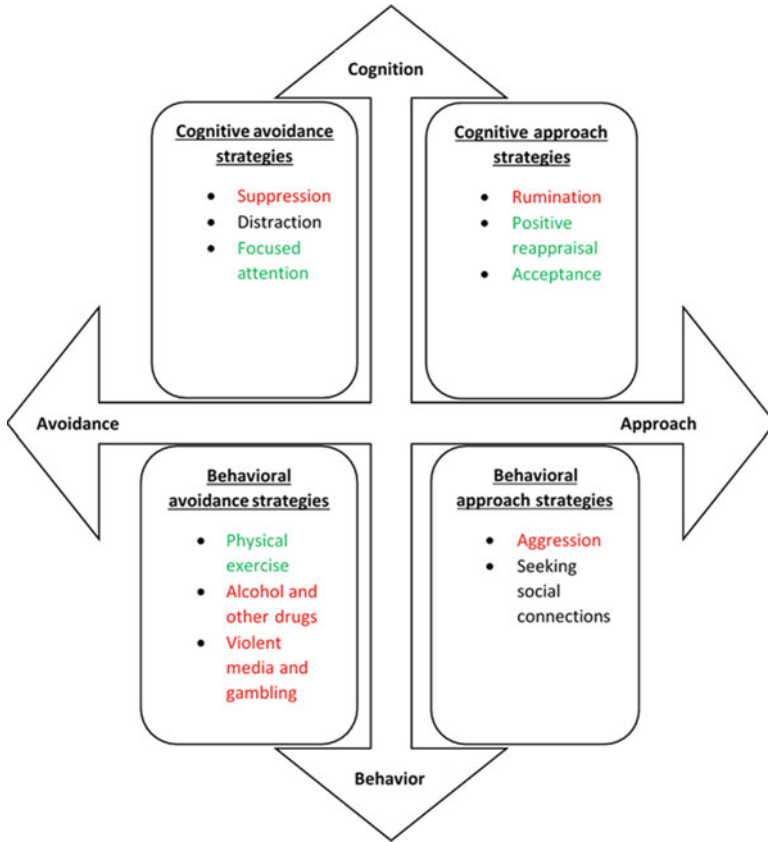 Cognition
Cognitive avoidance
strategies
• Suppression
• Distraction
• Focused
attention
Cognitive approach
strategies
• Rumination
• Positive
reappraisal
• Acceptance
Avoidance
Approach
Behavioral
avoidance strategies
• Physical
exercise
• Alcohol and
other drugs
• Violent
media and
gambling
Behavioral
approach strategies
• Aggression
• Seeking
social
connections
Behavior